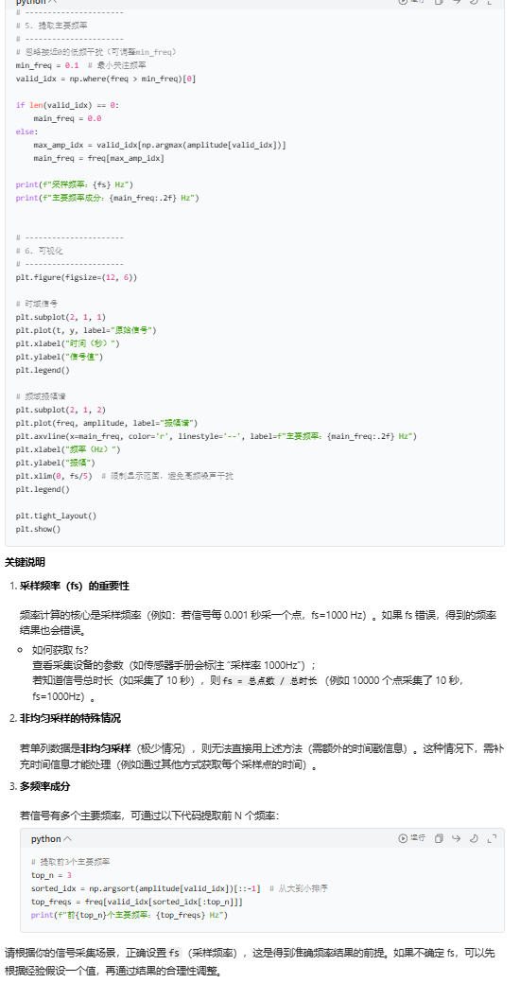 python
运行
# ----------------------
# 5. 提取主要频率
# ----------------------
# 忽略接近0的低频干扰（可调整min_freq）
min_freq = 0.1  # 最小关注频率
valid_idx = np.where(freq > min_freq)[0]
if len(valid_idx) == 0:
    main_freq = 0.0
else:
    max_amp_idx = valid_idx[np.argmax(amplitude[valid_idx])]
    main_freq = freq[max_amp_idx]
print(f"采样频率: {fs} Hz")
print(f"主要频率成分: {main_freq:.2f} Hz")
# ----------------------
# 6. 可视化
# ----------------------
plt.figure(figsize=(12, 6))
# 时域信号
plt.subplot(2, 1, 1)
plt.plot(t, y, label="原始信号")
plt.xlabel("时间（秒）")
plt.ylabel("信号值")
plt.legend()
# 频域振幅谱
plt.subplot(2, 1, 2)
plt.plot(freq, amplitude, label="振幅谱")
plt.axvline(x=main_freq, color='r', linestyle='--', label=f"主要频率: {main_freq:.2f} Hz")
plt.xlabel("频率（Hz）")
plt.ylabel("振幅")
plt.xlim(0, fs/5)  # 限制显示范围，避免高频噪声干扰
plt.legend()
plt.tight_layout()
plt.show()
关键说明
1. 采样频率（fs）的重要性
频率计算的核心是采样频率（例如：若信号每 0.001 秒采一个点，fs=1000 Hz）。如果 fs 错误，得到的频率
结果也会错误。
如何获取 fs？
查看采集设备的参数（如传感器手册会标注 “采样率 1000Hz”）；
若知道信号总时长（如采集了 10 秒），则 fs = 总点数 / 总时长（例如 10000 个点采集了 10 秒，
fs=1000Hz）。
2. 非均匀采样的特殊情况
若单列数据是非均匀采样（极少情况），则无法直接用上述方法（需额外的时间戳信息）。这种情况下，需补
充时间信息才能处理（例如通过其他方式获取每个采样点的时间）。
3. 多频率成分
若信号有多个主要频率，可通过以下代码提取前 N 个频率：
python
运行
# 提取前3个主要频率
top_n = 3
sorted_idx = np.argsort(amplitude[valid_idx])[::-1]  # 从大到小排序
top_freqs = freq[valid_idx[sorted_idx[:top_n]]]
print(f"前{top_n}个主要频率: {top_freqs} Hz")
请根据你的信号采集场景，正确设置 fs（采样频率），这是得到准确频率结果的前提。如果不确定 fs，可以先
根据经验假设一个值，再通过结果的合理性调整。